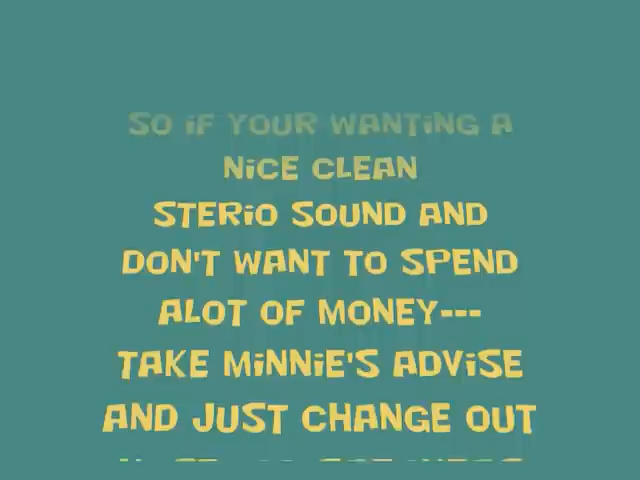 SO iF YOUR WANTiNG A
NiCE CLEAN
STERiO SOUND AND
DON'T WANT TO SPEND
ALOT OF MONEY---
TAKE MiNNiE'S ADViSE
AND JUST CHANGE OUT